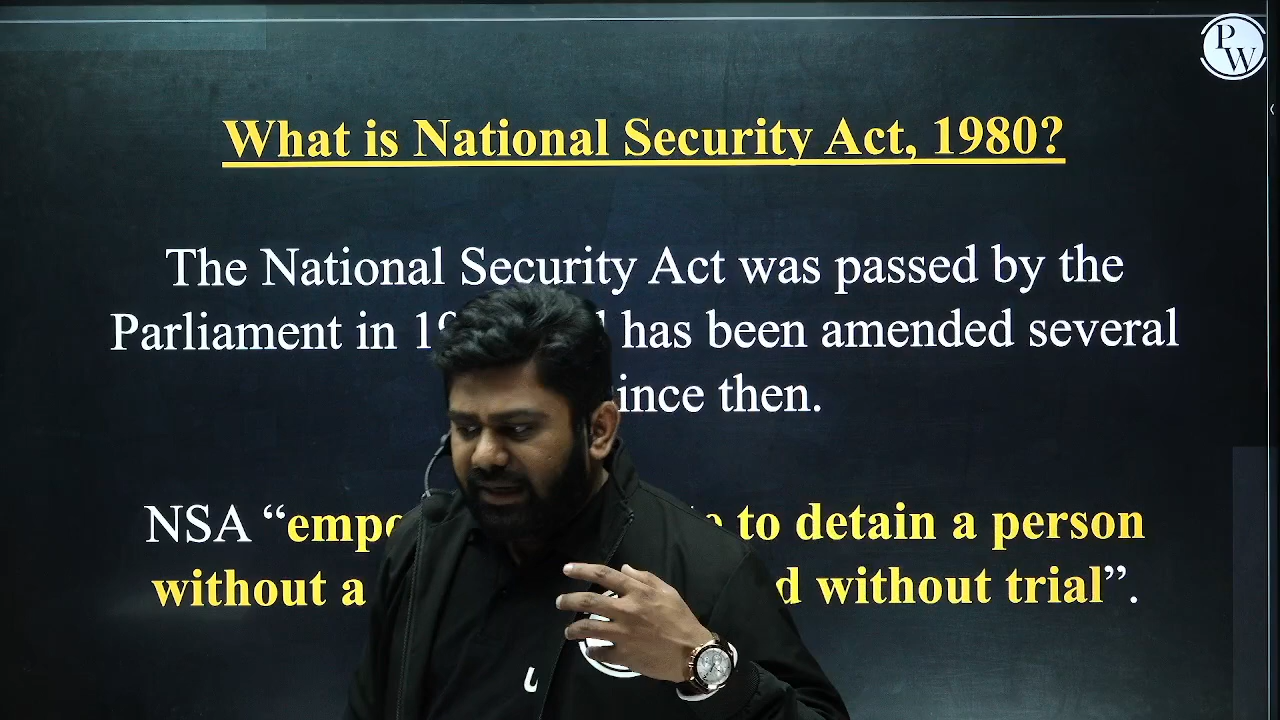 PW
What is National Security Act, 1980?
The National Security Act was passed by the
Parliament in has been amended several
then.
NSA “ to detain a person
without a without trial”.